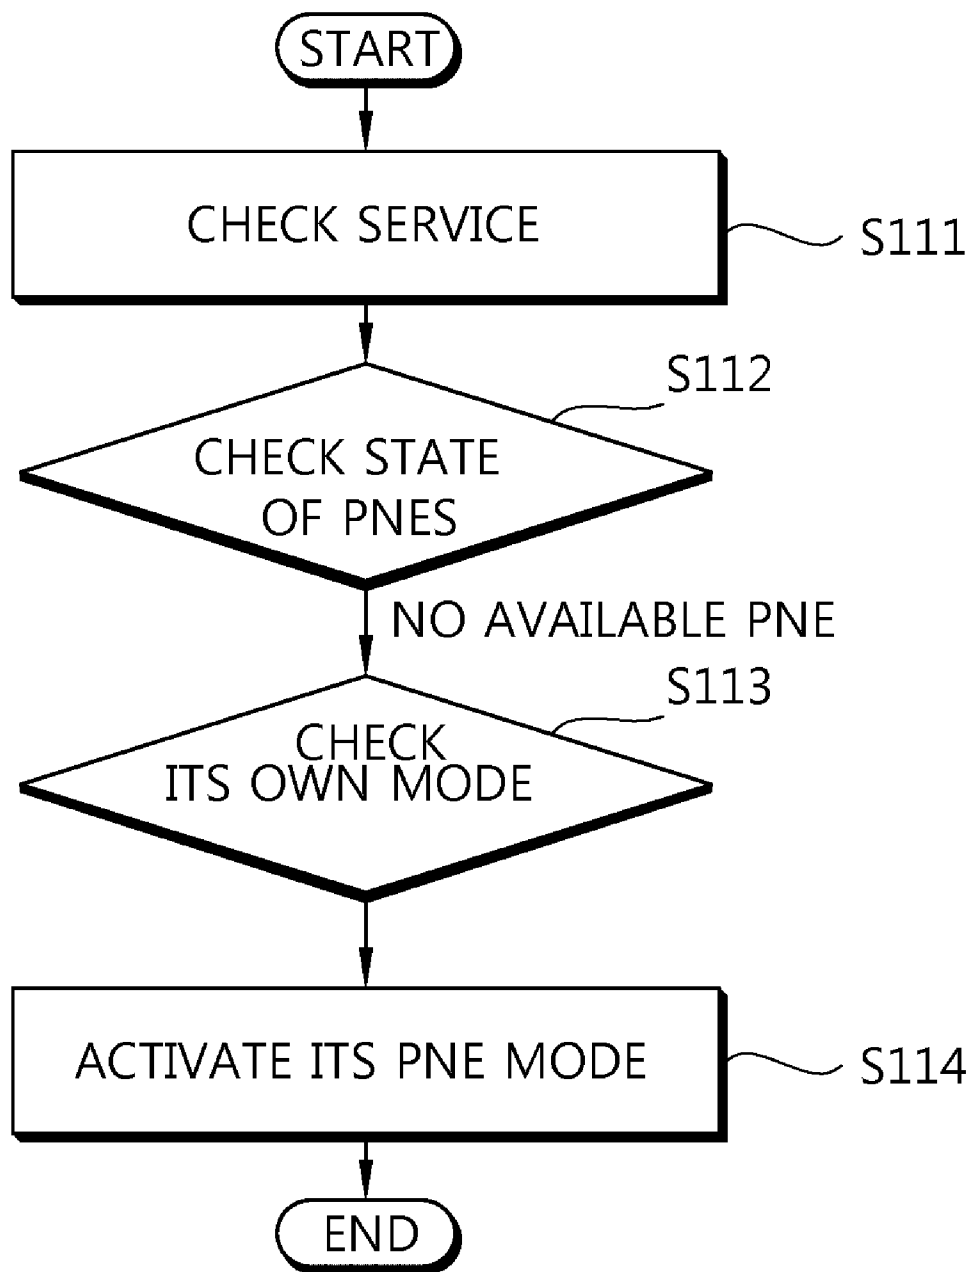 START
CHECK SERVICE
S111
S112
CHECK STATE
OF PNES
NO AVAILABLE PNE
S113
CHECK
ITS OWN MODE
ACTIVATE ITS PNE MODE
S114
END